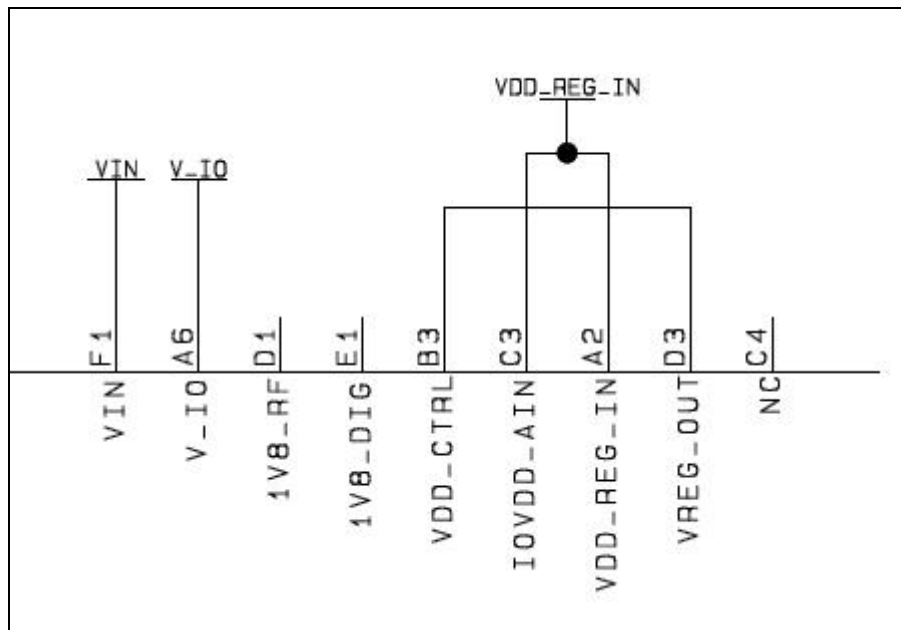 VDD_REG_IN
VIN V_IO
F1 A6 D1 E1 B3 C3 A2 D3 C4
VIN V_IO 1V8_RF 1V8_DIG VDD_CTRL IOVDD_AIN VDD_REG_IN VREG_OUT NC